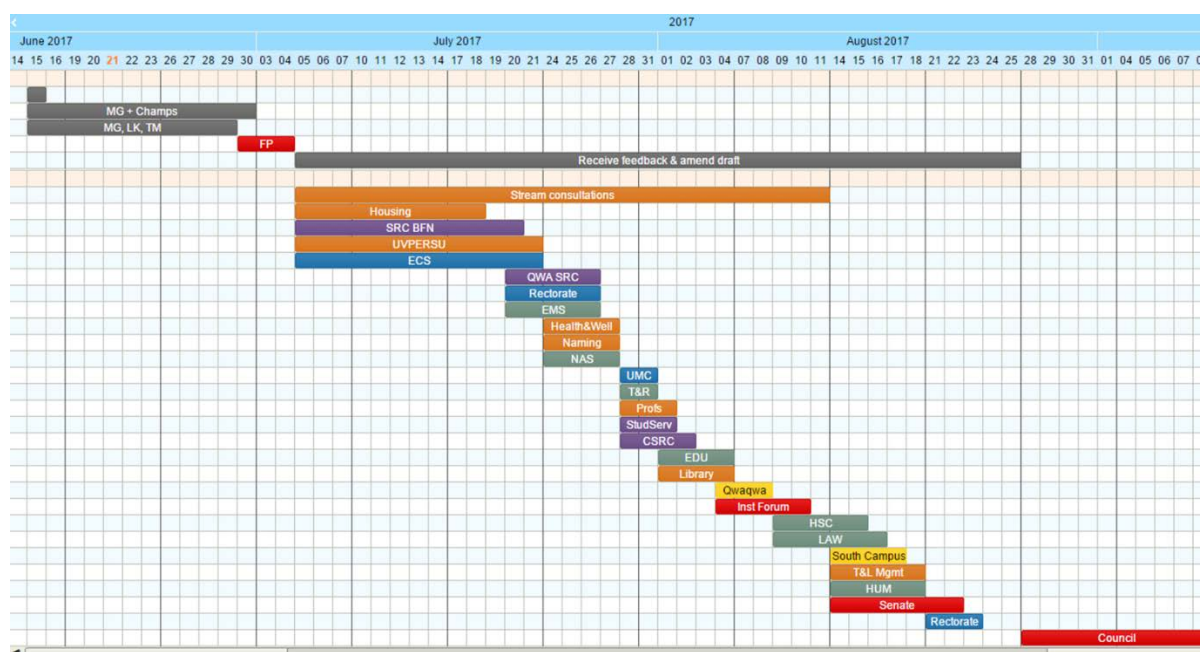 2017
June 2017 July 2017 August 2017
14 15 16 19 20 21 22 23 26 27 28 29 30 03 04 05 06 07 10 11 12 13 14 17 18 19 20 21 24 25 26 27 28 31 01 02 03 04 07 08 09 10 11 14 15 16 17 18 21 22 23 24 25 28 29 30 31 01 04 05 06 07
MG + Champs
MG, LK, TM
FP
Receive feedback & amend draft
Stream consultations
Housing
SRC BFN
UVPERSU
ECS
QWA SRC
Rectorate
EMS
Health&Well
Naming
NAS
UMC
T&R
Profs
StudServ
CSRC
EDU
Library
Qwaqwa
Inst Forum
HSC
LAW
South Campus
T&L Mgmt
HUM
Senate
Rectorate
Council